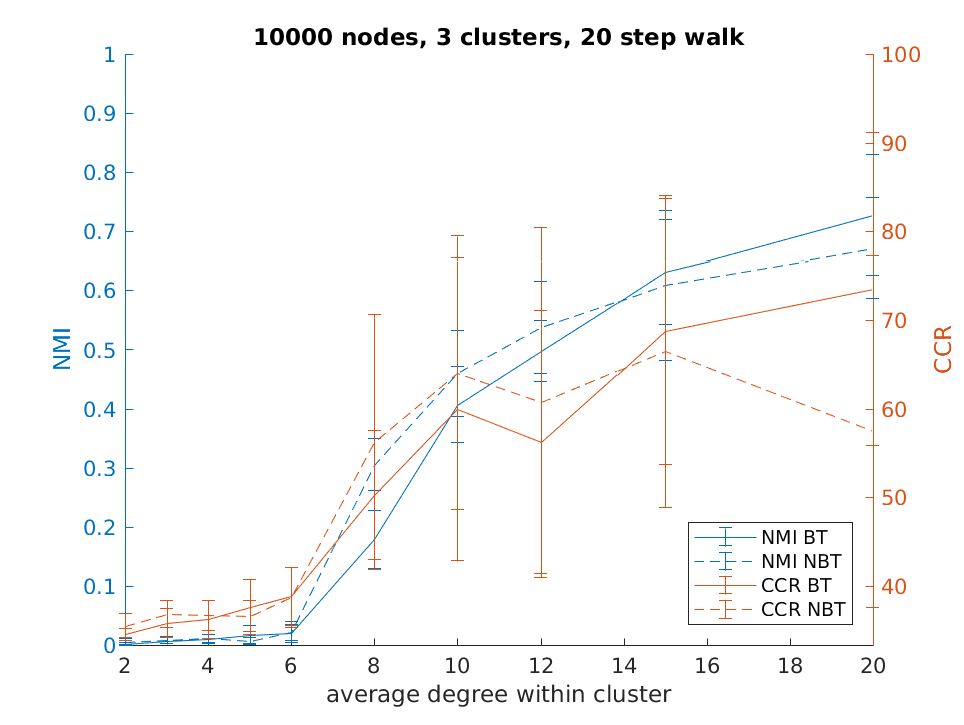 10000 nodes, 3 clusters, 20 step walk
1
0.9
0.8
0.7
0.6
0.5
0.4
0.3
0.2
0.1
0
NMI
100
90
80
70
60
50
40
CCR
NMI BT
NMI NBT
CCR BT
CCR NBT
2 4 6 8 10 12 14 16 18 20
average degree within cluster